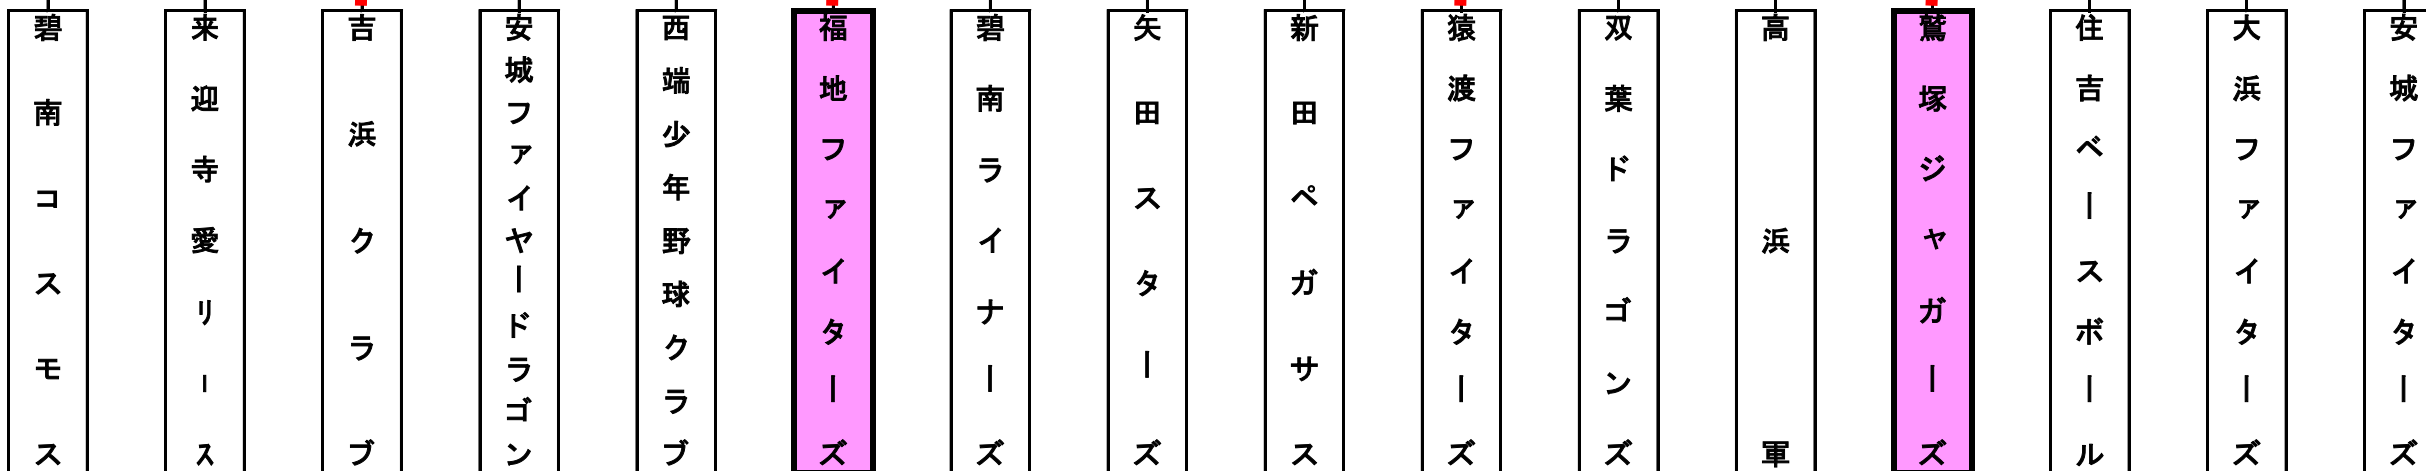 碧南コスモス
来迎寺愛リース
吉浜クラブ
安城ファイヤードラゴン
西端少年野球クラブ
福地ファイターズ
碧南ライナーズ
矢田スターズ
新田ペガサス
猿渡ファイターズ
双葉ドラゴンズ
高浜軍
鷲塚ジャガーズ
住吉ベースボール
大浜ファイターズ
安城ファイターズ